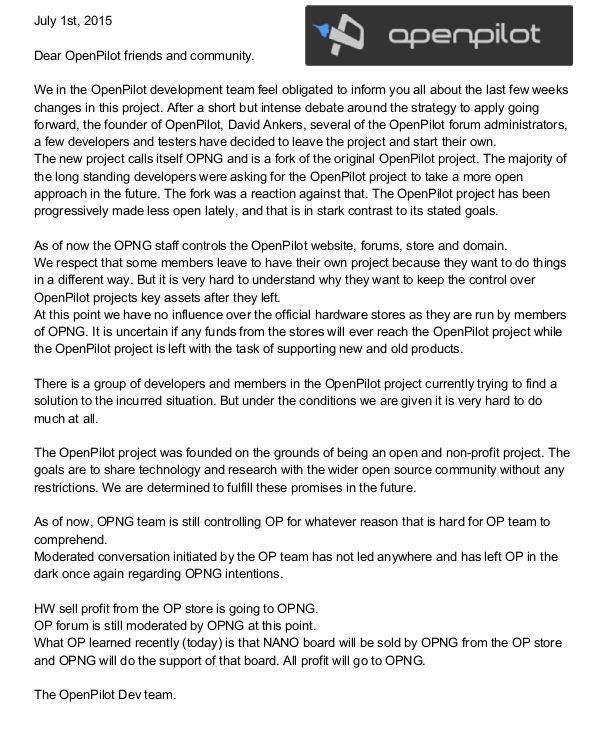 July 1st, 2015
openpilot
Dear OpenPilot friends and community.
We in the OpenPilot development team feel obligated to inform you all about the last few weeks
changes in this project. After a short but intense debate around the strategy to apply going
forward, the founder of OpenPilot, David Ankers, several of the OpenPilot forum administrators,
a few developers and testers have decided to leave the project and start their own.
The new project calls itself OPNG and is a fork of the original OpenPilot project. The majority of
the long standing developers were asking for the OpenPilot project to take a more open
approach in the future. The fork was a reaction against that. The OpenPilot project has been
progressively made less open lately, and that is in stark contrast to its stated goals.
As of now the OPNG staff controls the OpenPilot website, forums, store and domain.
We respect that some members leave to have their own project because they want to do things
in a different way. But it is very hard to understand why they want to keep the control over
OpenPilot projects key assets after they left.
At this point we have no influence over the official hardware stores as they are run by members
of OPNG. It is uncertain if any funds from the stores will ever reach the OpenPilot project while
the OpenPilot project is left with the task of supporting new and old products.
There is a group of developers and members in the OpenPilot project currently trying to find a
solution to the incurred situation. But under the conditions we are given it is very hard to do
much at all.
The OpenPilot project was founded on the grounds of being an open and non-profit project. The
goals are to share technology and research with the wider open source community without any
restrictions. We are determined to fulfill these promises in the future.
As of now, OPNG team is still controlling OP for whatever reason that is hard for OP team to
comprehend.
Moderated conversation initiated by the OP team has not led anywhere and has left OP in the
dark once again regarding OPNG intentions.
HW sell profit from the OP store is going to OPNG.
OP forum is still moderated by OPNG at this point.
What OP learned recently (today) is that NANO board will be sold by OPNG from the OP store
and OPNG will do the support of that board. All profit will go to OPNG.
The OpenPilot Dev team.